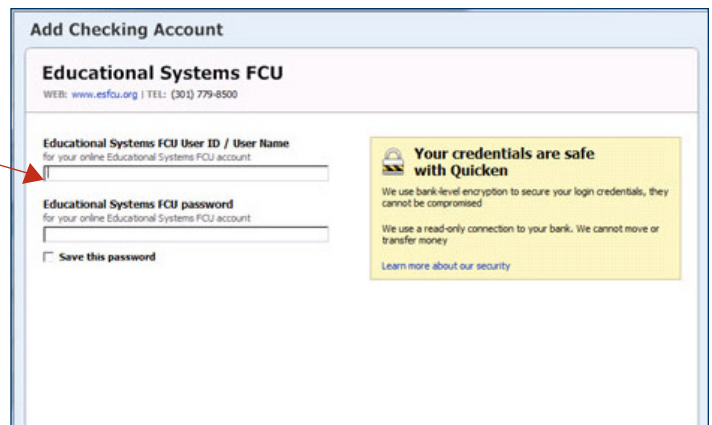 Add Checking Account
Educational Systems FCU
WEB: www.esfcu.org | TEL: (301) 779-8500
Educational Systems FCU User ID / User Name
for your online Educational Systems FCU account
Educational Systems FCU password
for your online Educational Systems FCU account
Save this password
Your credentials are safe
with Quicken
We use bank-level encryption to secure your login credentials, they
cannot be compromised
We use a read-only connection to your bank. We cannot move or
transfer money
Learn more about our security